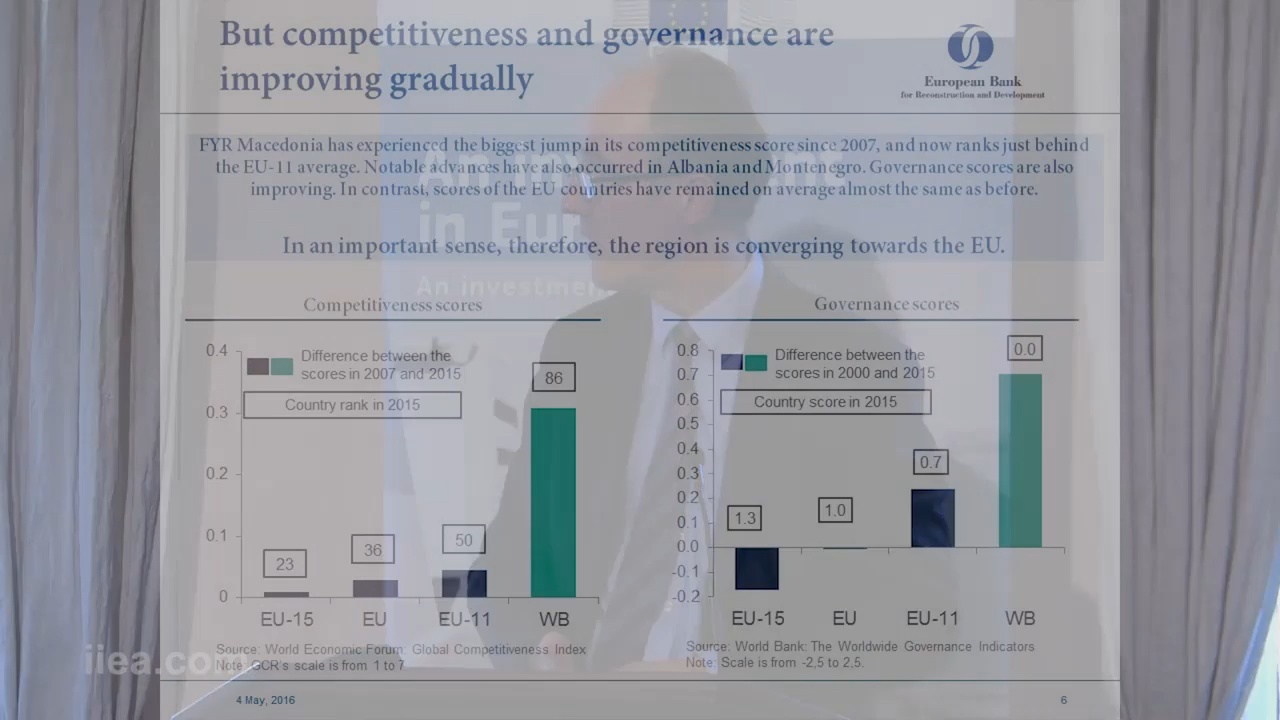 But competitiveness and governance are
improving gradually
European Bank
for Reconstruction and Development
FYR Macedonia has experienced the biggest jump in its competitiveness score since 2007, and now ranks just behind
the EU-11 average. Notable advances have also occurred in Albania and Montenegro. Governance scores are also
improving. In contrast, scores of the EU countries have remained on average almost the same as before.
In an important sense, therefore, the region is converging towards the EU.
An
in Eur
An investmen
Competitiveness scores
0.4
0.3
0.2
0.1
0
Difference between the
scores in 2007 and 2015
Country rank in 2015
23
36
50
86
EU-15
EU
EU-11
WB
Source: World Economic Forum: Global Competitiveness Index
Note: GCR's scale is from 1 to 7
Governance scores
0.8
0.7
0.6
0.5
0.4
0.3
0.2
0.1
0.0
-0.1
-0.2
Difference between the
scores in 2000 and 2015
Country score in 2015
1.3
1.0
0.7
0.0
EU-15
EU
EU-11
WB
Source: World Bank: The Worldwide Governance Indicators
Note: Scale is from -2,5 to 2,5.
iiea.com
4 May, 2016
6